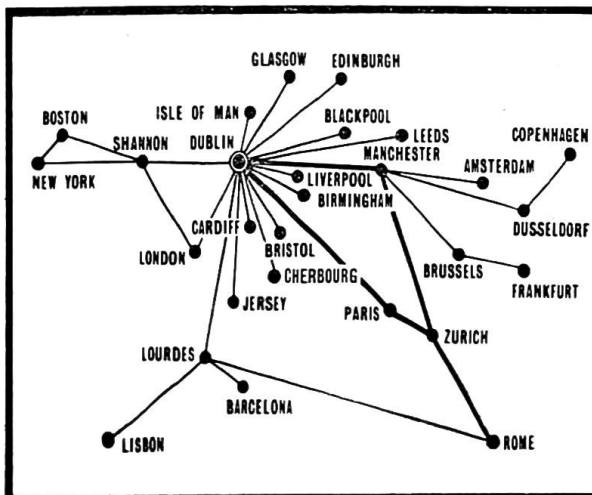 GLASGOW
EDINBURGH
BOSTON
ISLE OF MAN
BLACKPOOL
COPENHAGEN
SHANNON
DUBLIN
LEEDS
MANCHESTER
NEW YORK
LIVERPOOL
AMSTERDAM
BIRMINGHAM
CARDIFF
BRISTOL
DUSSELDORF
LONDON
CHERBOURG
BRUSSELS
FRANKFURT
JERSEY
PARIS
ZURICH
LOURDES
BARCELONA
LISBON
ROME